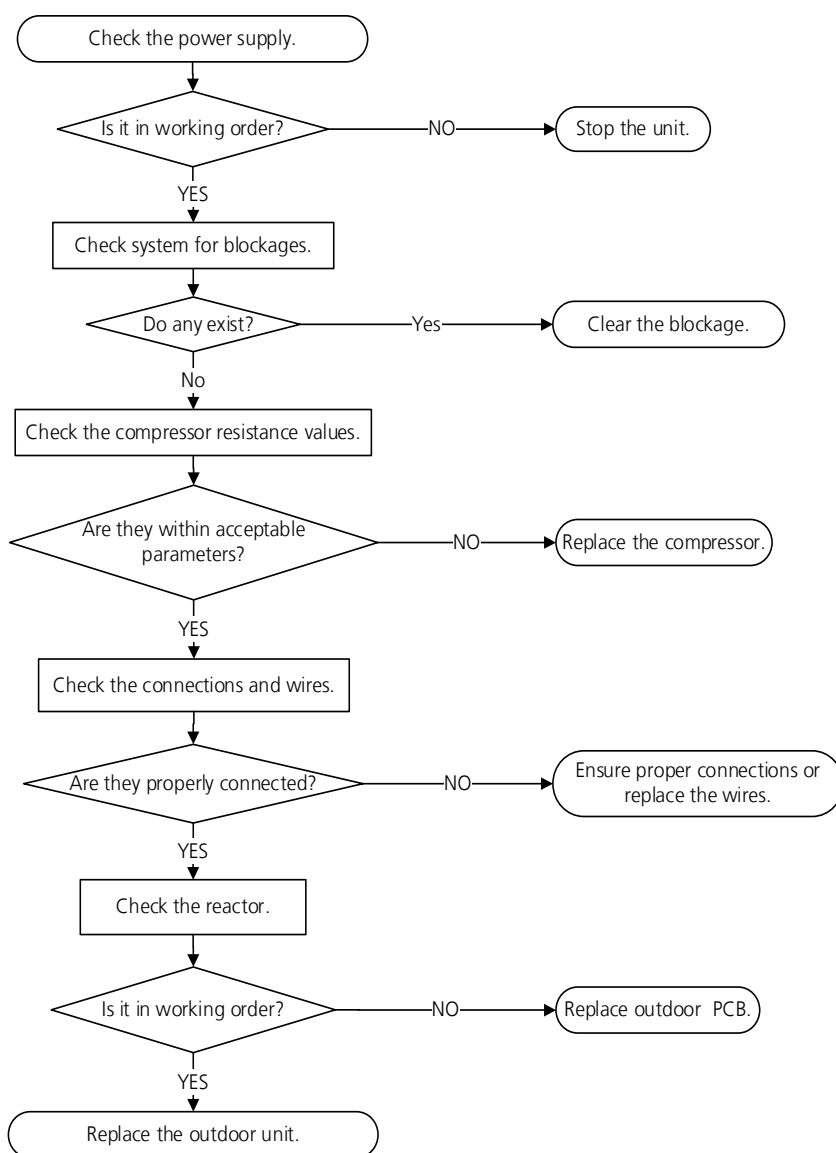 Check the power supply.
Is it in working order?
NO
Stop the unit.
YES
Check system for blockages.
Do any exist?
Yes
Clear the blockage.
No
Check the compressor resistance values.
Are they within acceptable
parameters?
NO
Replace the compressor.
YES
Check the connections and wires.
Are they properly connected?
NO
Ensure proper connections or
replace the wires.
YES
Check the reactor.
Is it in working order?
NO
Replace outdoor PCB.
YES
Replace the outdoor unit.